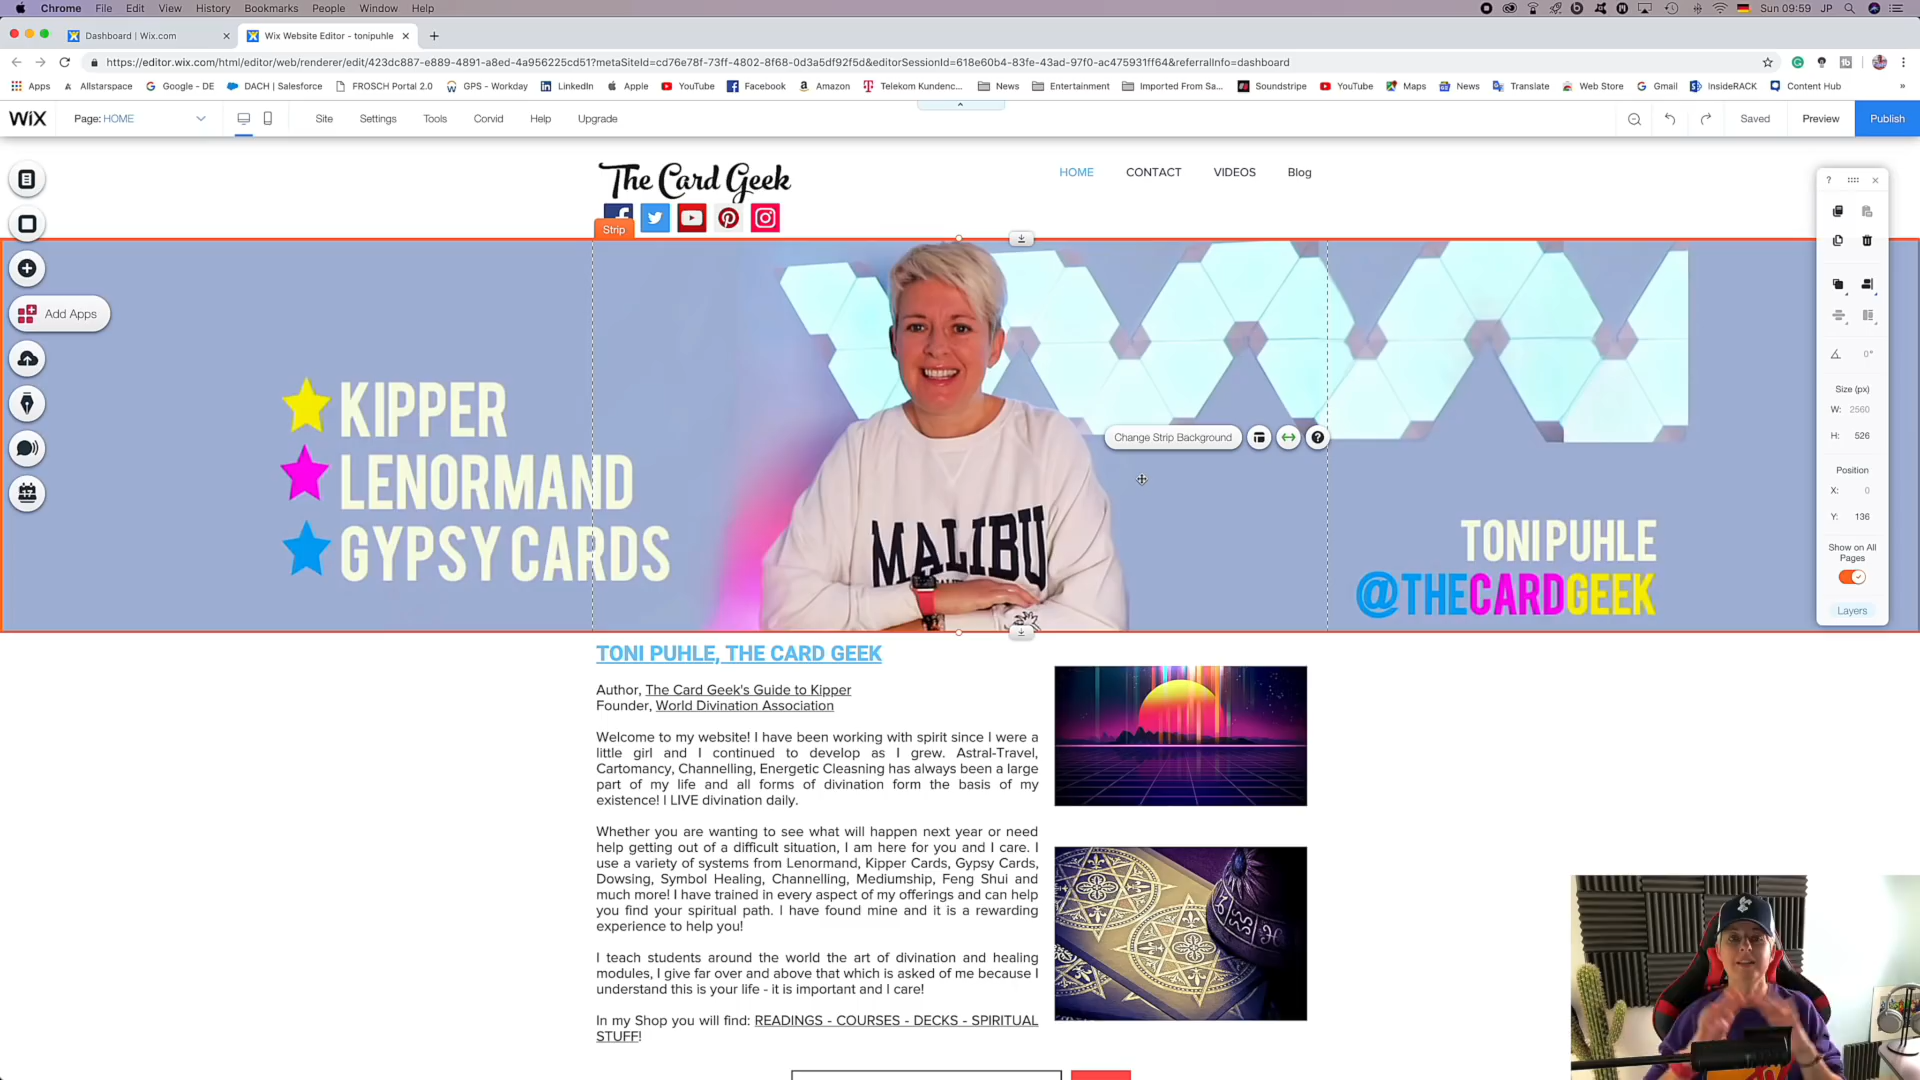 Chrome File Edit View History Bookmarks People Window Help
Sun 09:59 JP
Dashboard | Wix.com
Wix Website Editor - tonipuhle
https://editor.wix.com/html/editor/web/renderer/edit/423dc887-e889-4891-a8ed-4a956225cd51?metaSiteId=cd76e78f-73ff-4802-8f68-0d3a5df92f5d&editorSessionId=618e60b4-83fe-43ad-97f0-ac475931ff64&referralInfo=dashboard
Apps Allstarspace Google - DE DACH | Salesforce FROSCH Portal 2.0 GPS - Workday LinkedIn Apple YouTube Facebook Amazon Telekom Kundenc... News Entertainment Imported From Sa... Soundstripe YouTube Maps News Translate Web Store Gmail InsideRACK Content Hub »
WiX Page: HOME Site Settings Tools Corvid Help Upgrade Saved Preview Publish
The Card Geek
HOME CONTACT VIDEOS Blog
Strip
Add Apps
KIPPER
LENORMAND
GYPSY CARDS
MALIBU
Change Strip Background
?
TONI PUHLE
@THECARDGEEK
?
0°
Size (px)
W: 2560
H: 526
Position
X: 0
Y: 136
Show on All
Pages
Layers
TONI PUHLE, THE CARD GEEK
Author, The Card Geek's Guide to Kipper
Founder, World Divination Association
Welcome to my website! I have been working with spirit since I were a
little girl and I continued to develop as I grew. Astral-Travel,
Cartomancy, Channelling, Energetic Cleasning has always been a large
part of my life and all forms of divination form the basis of my
existence! I LIVE divination daily.
Whether you are wanting to see what will happen next year or need
help getting out of a difficult situation, I am here for you and I care. I
use a variety of systems from Lenormand, Kipper Cards, Gypsy Cards,
Dowsing, Symbol Healing, Channelling, Mediumship, Feng Shui and
much more! I have trained in every aspect of my offerings and can help
you find your spiritual path. I have found mine and it is a rewarding
experience to help you!
I teach students around the world the art of divination and healing
modules, I give far over and above that which is asked of me because I
understand this is your life - it is important and I care!
In my Shop you will find: READINGS - COURSES - DECKS - SPIRITUAL
STUFF!